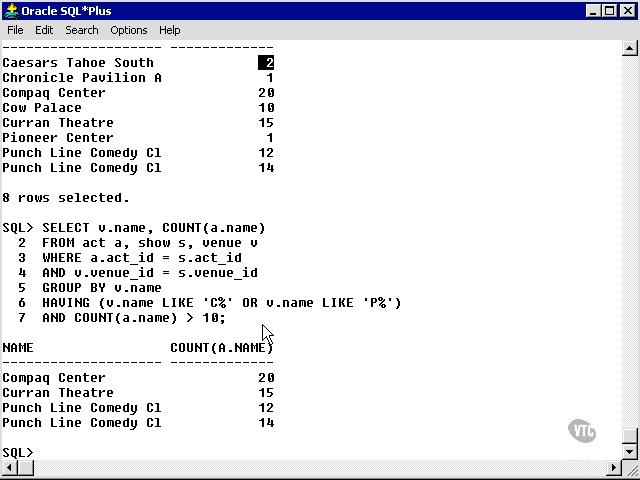 Oracle SQL*Plus
File Edit Search Options Help
--------------------- -------------
Caesars Tahoe South 2
Chronicle Pavilion A 1
Compaq Center 20
Cow Palace 10
Curran Theatre 15
Pioneer Center 1
Punch Line Comedy Cl 12
Punch Line Comedy Cl 14
8 rows selected.
SQL> SELECT v.name, COUNT(a.name)
2 FROM act a, show s, venue v
3 WHERE a.act_id = s.act_id
4 AND v.venue_id = s.venue_id
5 GROUP BY v.name
6 HAVING (v.name LIKE 'C%' OR v.name LIKE 'P%')
7 AND COUNT(a.name) > 10;
NAME COUNT(A.NAME)
--------------------- -------------
Compaq Center 20
Curran Theatre 15
Punch Line Comedy Cl 12
Punch Line Comedy Cl 14
VTC
SQL>